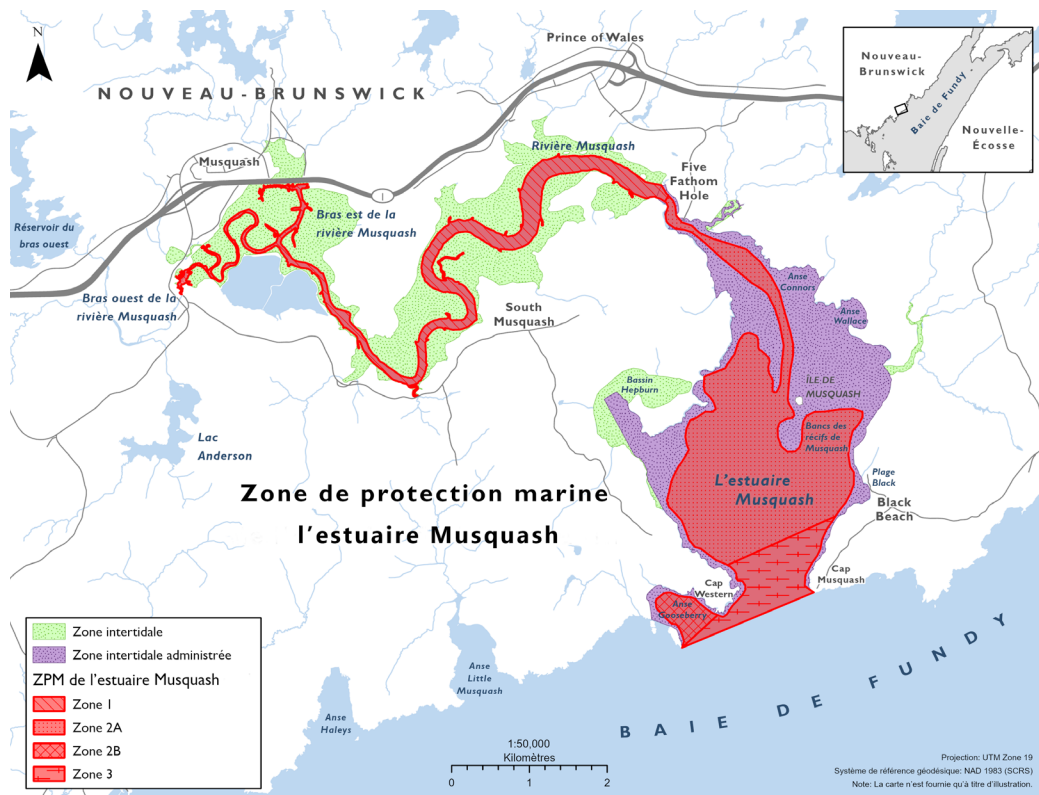 N
Prince of Wales
NOUVEAU-BRUNSWICK
Nouveau-
Brunswick
Baie de Fundy
Nouvelle-
Écosse
Musquash
Rivière Musquash
Five
Fathom
Hole
1
Bras est de la
rivière Musquash
Réservoir du
bras ouest
Anse
Connors
Bras ouest de la
rivière Musquash
South
Musquash
Anse
Wallace
Bassin
Hepburn
ÎLE DE
MUSQUASH
Bancs des
récifs de
Musquash
Lac
Anderson
Plage
Black
L'estuaire
Musquash
Zone de protection marine
l'estuaire Musquash
Black
Beach
Cap
Musquash
Cap
Western
Anse
Gooseberry
Zone intertidale
Zone intertidale administrée
ZPM de l'estuaire Musquash
Zone 1
Zone 2A
Zone 2B
Zone 3
Anse
Little
Musquash
Anse
Haleys
BAIE DE FUNDY
1:50,000
Kilomètres
0 1 2
Projection: UTM Zone 19
Système de référence géodésique: NAD 1983 (SCRS)
Note: La carte n'est fournie qu'à titre d'illustration.